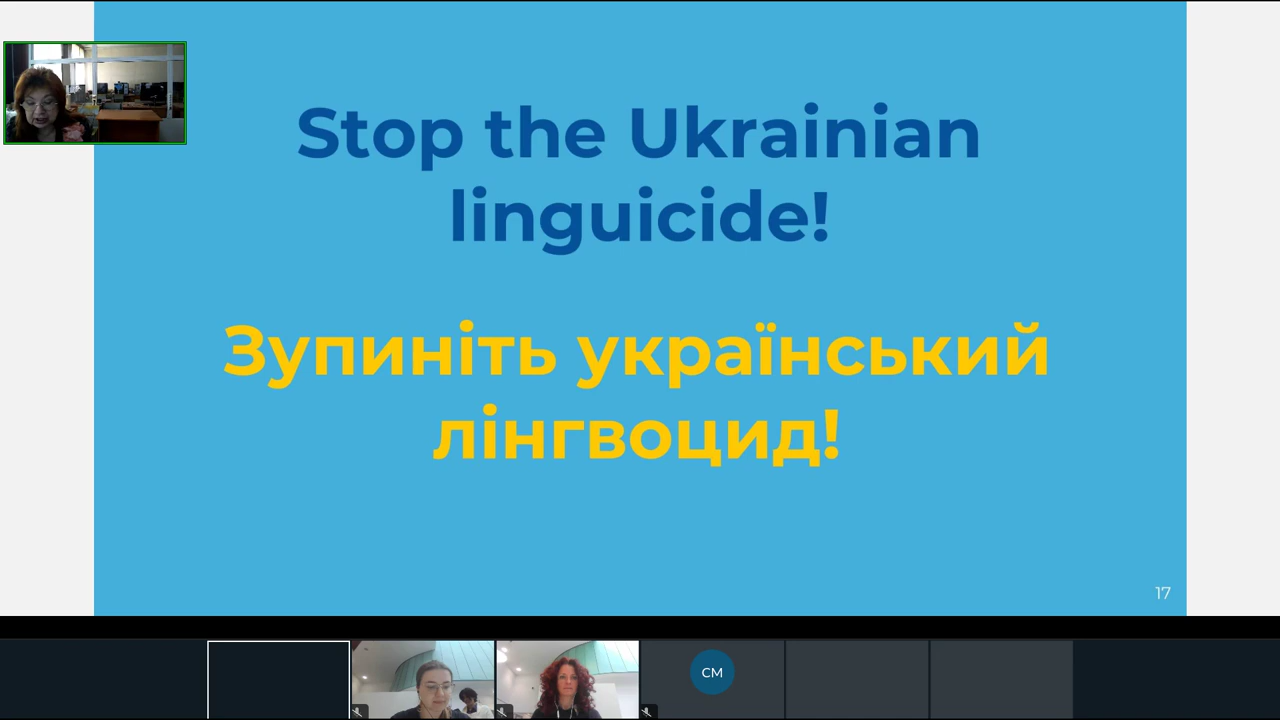 Stop the Ukrainian
linguicide!
Зупиніть український
лінгвоцид!
17
CM